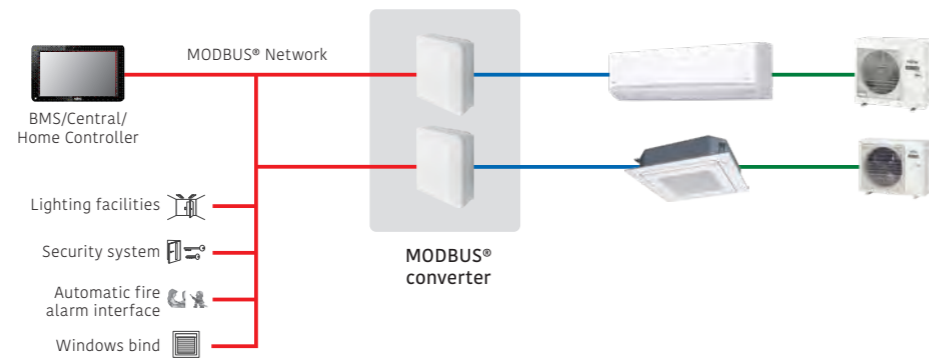 MODBUS® Network
BMS/Central/
Home Controller
Lighting facilities
Security system
Automatic fire
alarm interface
Windows bind
MODBUS®
converter